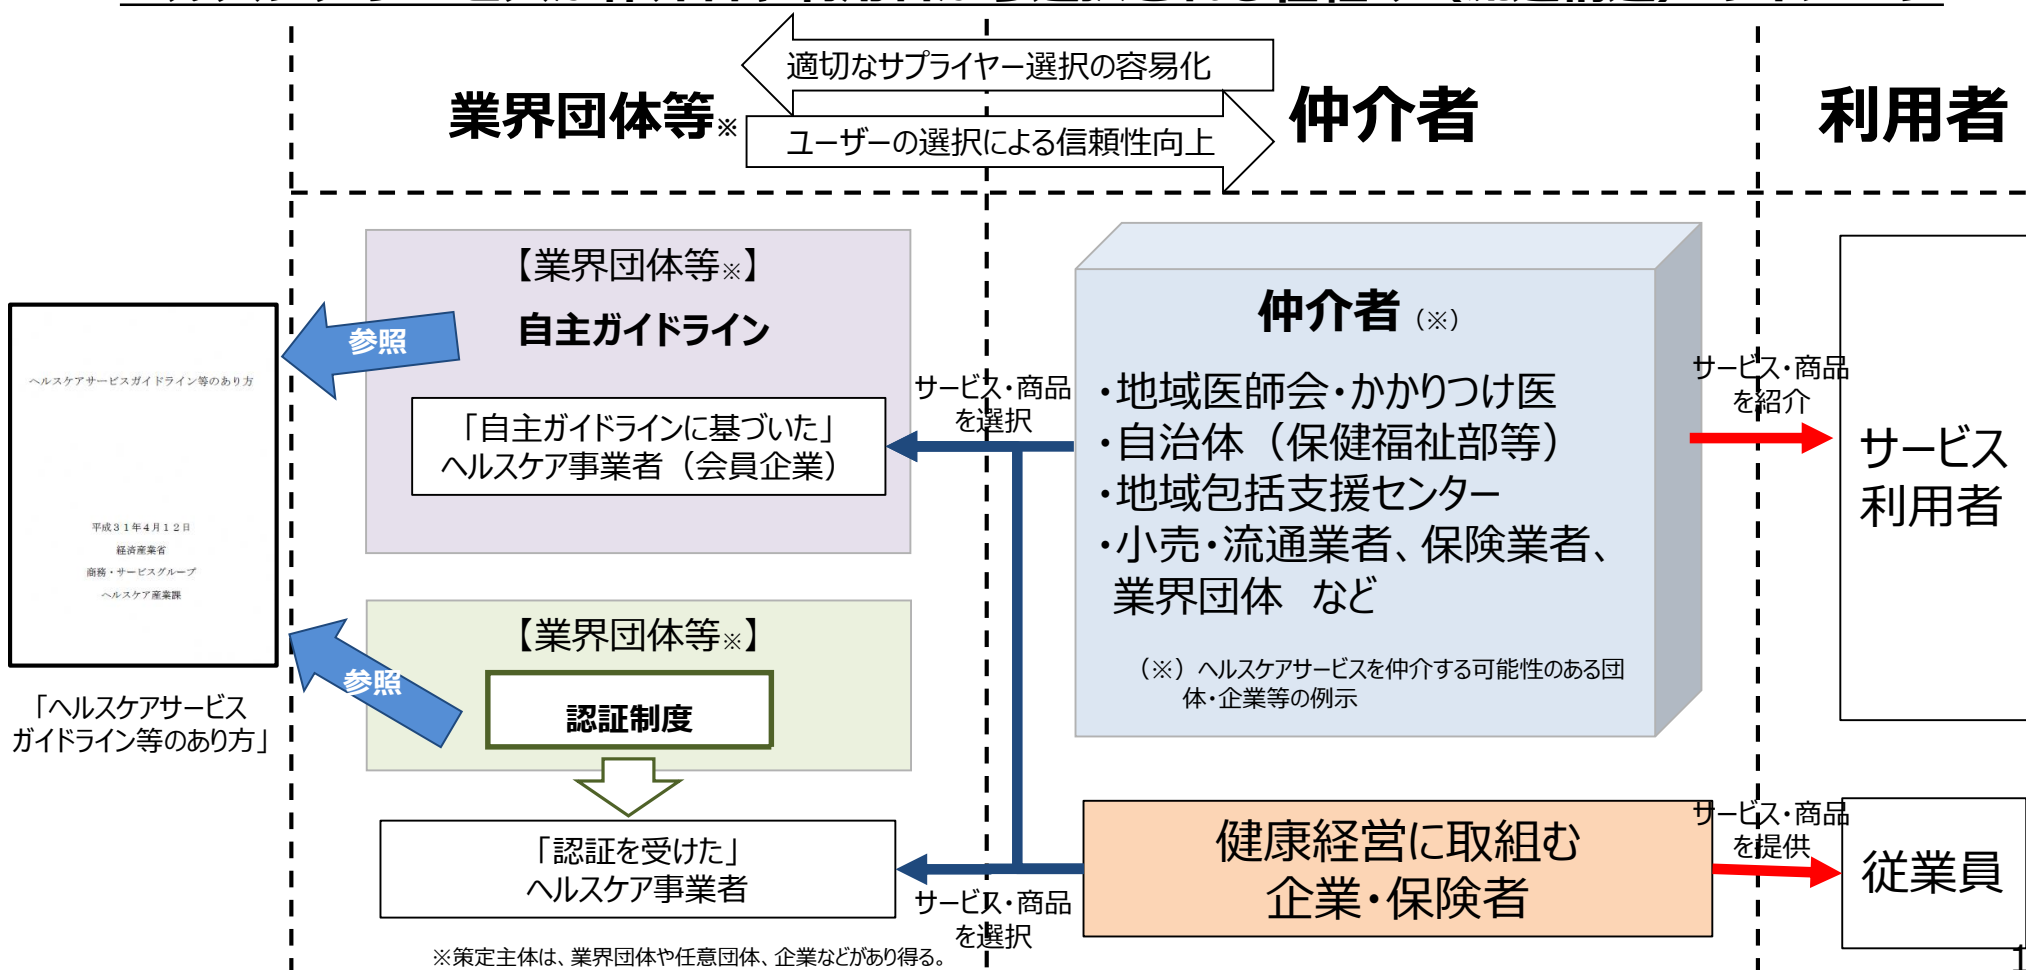 適切なサプライヤー選択の容易化
業界団体等※
仲介者
利用者
ユーザーの選択による信頼性向上
【業界団体等※】
自主ガイドライン
参照
「自主ガイドラインに基づいた」
ヘルスケア事業者（会員企業）
ヘルスケアサービスガイドライン等のあり方
平成３１年４月１２日
経済産業省
商務・サービスグループ
ヘルスケア産業課
「ヘルスケアサービス
ガイドライン等のあり方」
【業界団体等※】
参照
認証制度
「認証を受けた」
ヘルスケア事業者
※策定主体は、業界団体や任意団体、企業などがあり得る。
サービス・商品
を選択
仲介者（※）
・地域医師会・かかりつけ医
・自治体（保健福祉部等）
・地域包括支援センター
・小売・流通業者、保険業者、
業界団体　など
（※）ヘルスケアサービスを仲介する可能性のある団
体・企業等の例示
サービス・商品
を紹介
サービス
利用者
サービス・商品
を選択
健康経営に取組む
企業・保険者
サービス・商品
を提供
従業員
1